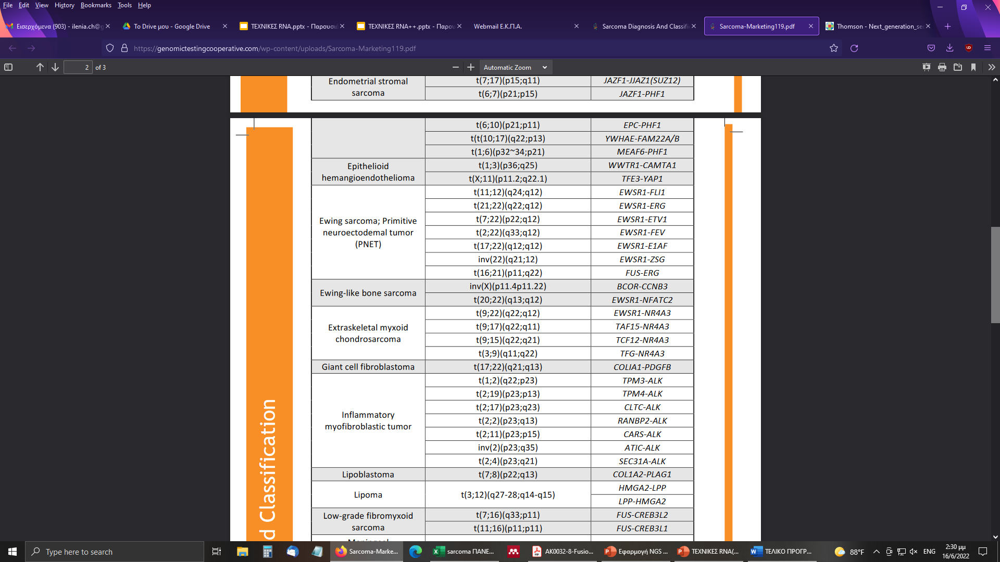 File Edit View History Bookmarks Tools Help
Εισερχόμενα (903) - ilenia.ch@g
Το Drive μου - Google Drive
ΤΕΧΝΙΚΕΣ RNA.pptx - Παρουσι
ΤΕΧΝΙΚΕΣ RNA++.pptx - Παρου
Webmail Ε.Κ.Π.Α.
Sarcoma Diagnosis And Classifi
Sarcoma-Marketing119.pdf
Thomson - Next_generation_se
https://genomictestingcooperative.com/wp-content/uploads/Sarcoma-Marketing119.pdf
2 of 3
Automatic Zoom
Endometrial stromal
sarcoma
t(7;17)(p15;q11) JAZF1-JJAZ1(SUZ12)
t(6;7)(p21;p15) JAZF1-PHF1
t(6;10)(p21;p11) EPC-PHF1
t(t(10;17)(q22;p13) YWHAE-FAM22A/B
t(1;6)(p32~34;p21) MEAF6-PHF1
Epithelioid
hemangioendothelioma
t(1;3)(p36;q25) WWTR1-CAMTA1
t(X;11)(p11.2;q22.1) TFE3-YAP1
Ewing sarcoma; Primitive
neuroectodemal tumor
(PNET)
t(11;12)(q24;q12) EWSR1-FLI1
t(21;22)(q22;q12) EWSR1-ERG
t(7;22)(p22;q12) EWSR1-ETV1
t(2;22)(q33;q12) EWSR1-FEV
t(17;22)(q12;q12) EWSR1-E1AF
inv(22)(q21;12) EWSR1-ZSG
t(16;21)(p11;q22) FUS-ERG
Ewing-like bone sarcoma
inv(X)(p11.4p11.22) BCOR-CCNB3
t(20;22)(q13;q12) EWSR1-NFATC2
Extraskeletal myxoid
chondrosarcoma
t(9;22)(q22;q12) EWSR1-NR4A3
t(9;17)(q22;q11) TAF15-NR4A3
t(9;15)(q22;q21) TCF12-NR4A3
t(3;9)(q11;q22) TFG-NR4A3
Giant cell fibroblastoma t(17;22)(q21;q13) COLIA1-PDGFB
Inflammatory
myofibroblastic tumor
t(1;2)(q22;p23) TPM3-ALK
t(2;19)(p23;p13) TPM4-ALK
t(2;17)(p23;q23) CLTC-ALK
t(2;2)(p23;q13) RANBP2-ALK
t(2;11)(p23;p15) CARS-ALK
inv(2)(p23;q35) ATIC-ALK
t(2;4)(p23;q21) SEC31A-ALK
Lipoblastoma t(7;8)(p22;q13) COL1A2-PLAG1
Lipoma t(3;12)(q27-28;q14-q15) HMGA2-LPP
LPP-HMGA2
Low-grade fibromyxoid
sarcoma
t(7;16)(q33;p11) FUS-CREB3L2
t(11;16)(p11;p11) FUS-CREB3L1
d Classification
Type here to search
Sarcoma-Marke...
sarcoma ΠΑΝΕ...
AK0032-8-Fusio...
Εφαρμογή NGS ...
ΤΕΧΝΙΚΕΣ RNA(...
ΤΕΛΙΚΟ ΠΡΟΓΡ...
88°F
ENG
2:30 μμ
16/6/2022